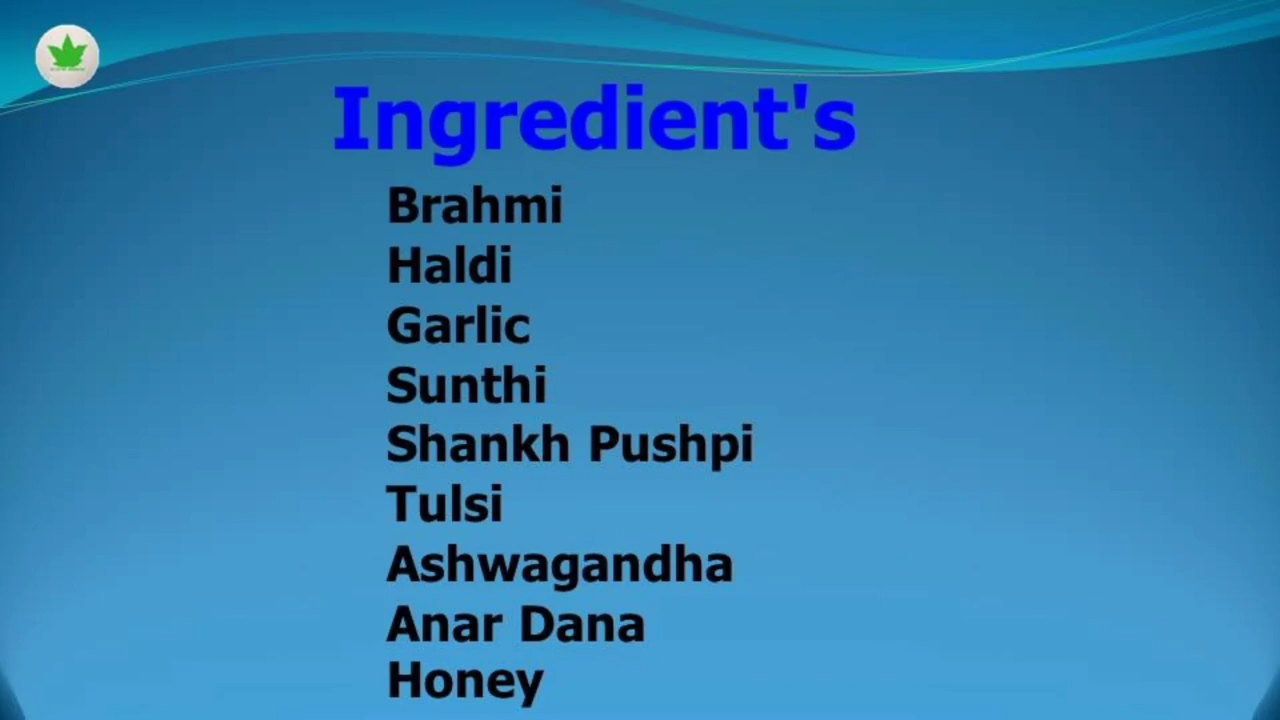 Ingredient's
Brahmi
Haldi
Garlic
Sunthi
Shankh Pushpi
Tulsi
Ashwagandha
Anar Dana
Honey